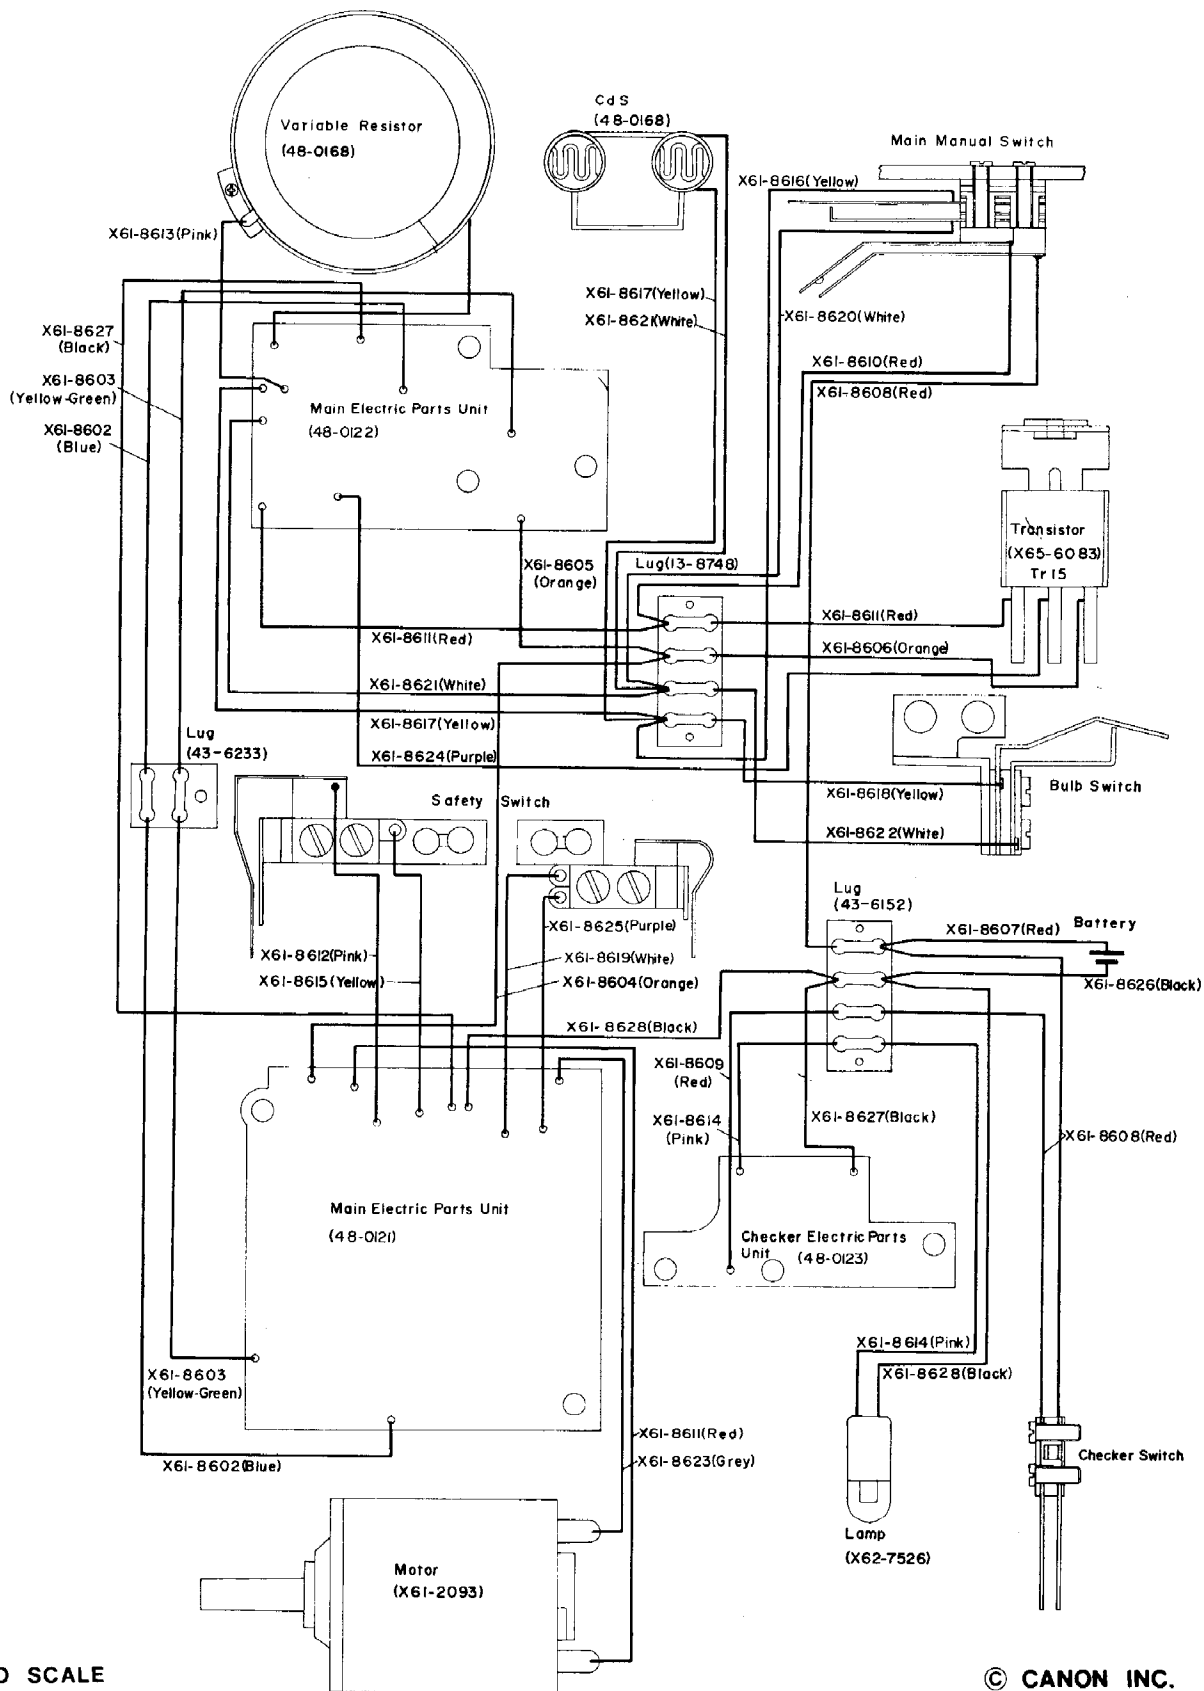 Variable Resistor
(48-0168)
CdS
(48-0168)
Main Manual Switch
X61-8616(Yellow)
X61-8613(Pink)
X61-8617(Yellow)
X61-8621(White)
X61-8620(White)
X61-8627
(Black)
X61-8603
(Yellow-Green)
X61-8602
(Blue)
X61-8610(Red)
X61-8608(Red)
Main Electric Parts Unit
(48-0122)
Transistor
(X65-6083)
Tr15
X61-8605
(Orange)
Lug(13-8748)
X61-8611(Red)
X61-8611(Red)
X61-8606(Orange)
X61-8621(White)
X61-8617(Yellow)
X61-8624(Purple)
Lug
(43-6233)
X61-8618(Yellow)
Bulb Switch
Safety Switch
X61-8622(White)
Lug
(43-6152)
X61-8607(Red)
Battery
X61-8625(Purple)
X61-8612(Pink)
X61-8619(White)
X61-8615(Yellow)
X61-8604(Orange)
X61-8626(Black)
X61-8628(Black)
X61-8609
(Red)
X61-8614
(Pink)
X61-8627(Black)
X61-8608(Red)
Main Electric Parts Unit
(48-0121)
Checker Electric Parts
Unit (48-0123)
X61-8614(Pink)
X61-8628(Black)
X61-8603
(Yellow-Green)
X61-8602(Blue)
X61-8611(Red)
X61-8623(Grey)
Checker Switch
Lamp
(X62-7526)
Motor
(X61-2093)
O SCALE
© CANON INC.